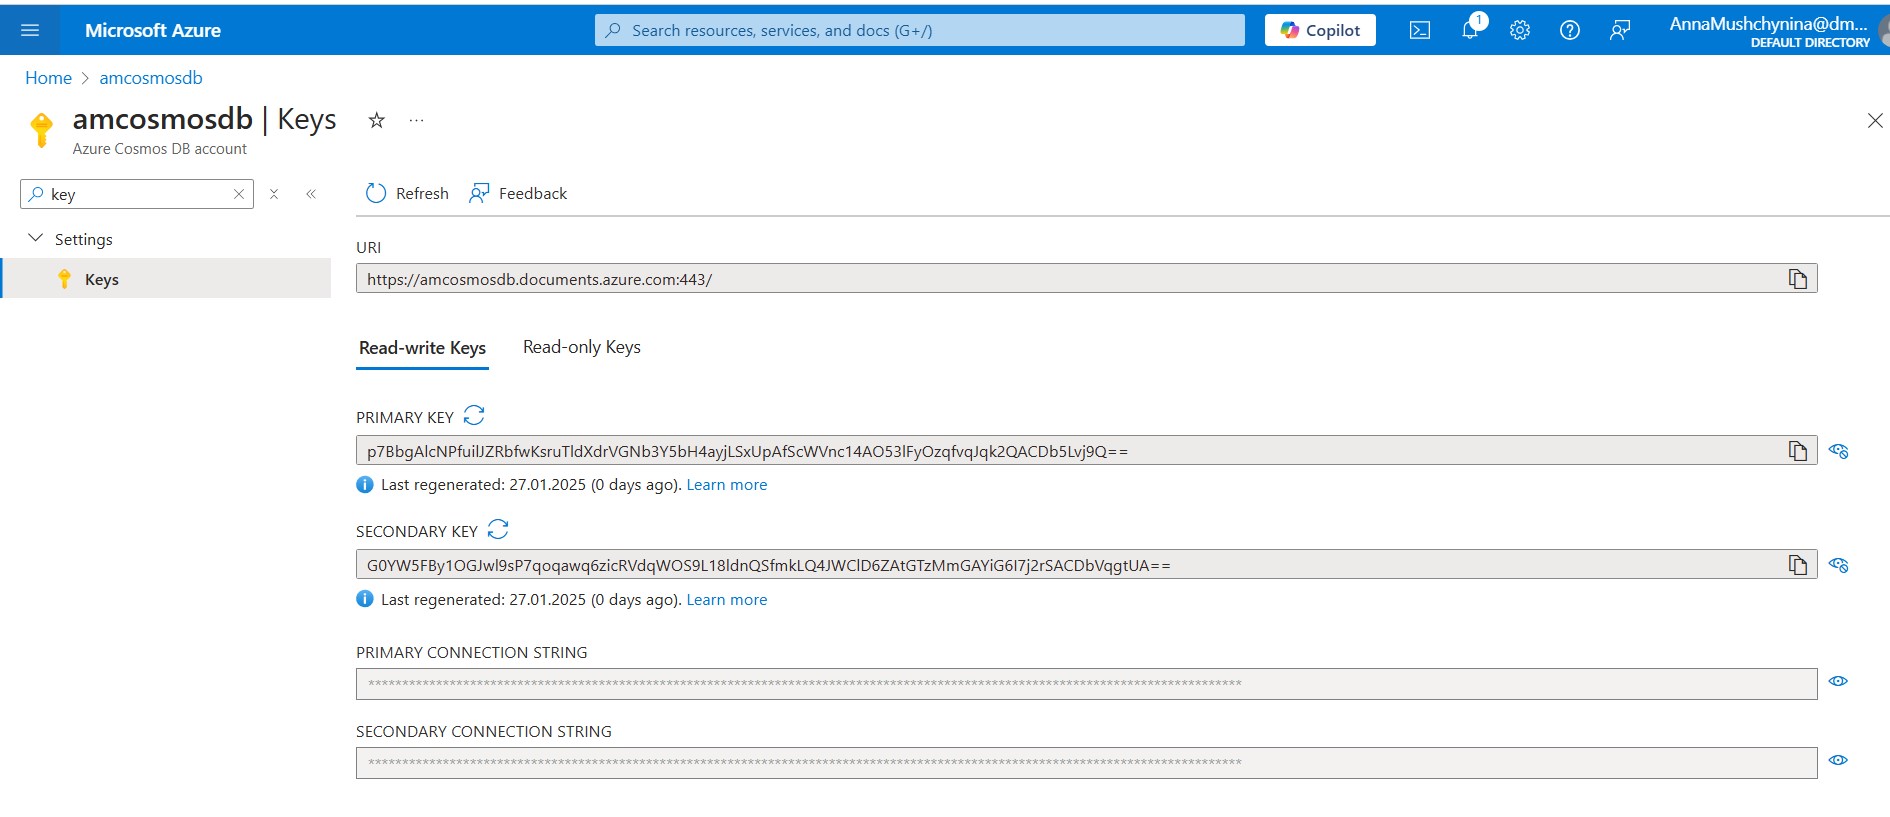 Microsoft Azure
Search resources, services, and docs (G+/)
Copilot
1
AnnaMushchynina@dm...
DEFAULT DIRECTORY
Home > amcosmosdb
amcosmosdb | Keys
Azure Cosmos DB account
key
Refresh
Feedback
Settings
Keys
URI
https://amcosmosdb.documents.azure.com:443/
Read-write Keys
Read-only Keys
PRIMARY KEY
Last regenerated: 27.01.2025 (0 days ago). Learn more
SECONDARY KEY
Last regenerated: 27.01.2025 (0 days ago). Learn more
PRIMARY CONNECTION STRING
SECONDARY CONNECTION STRING